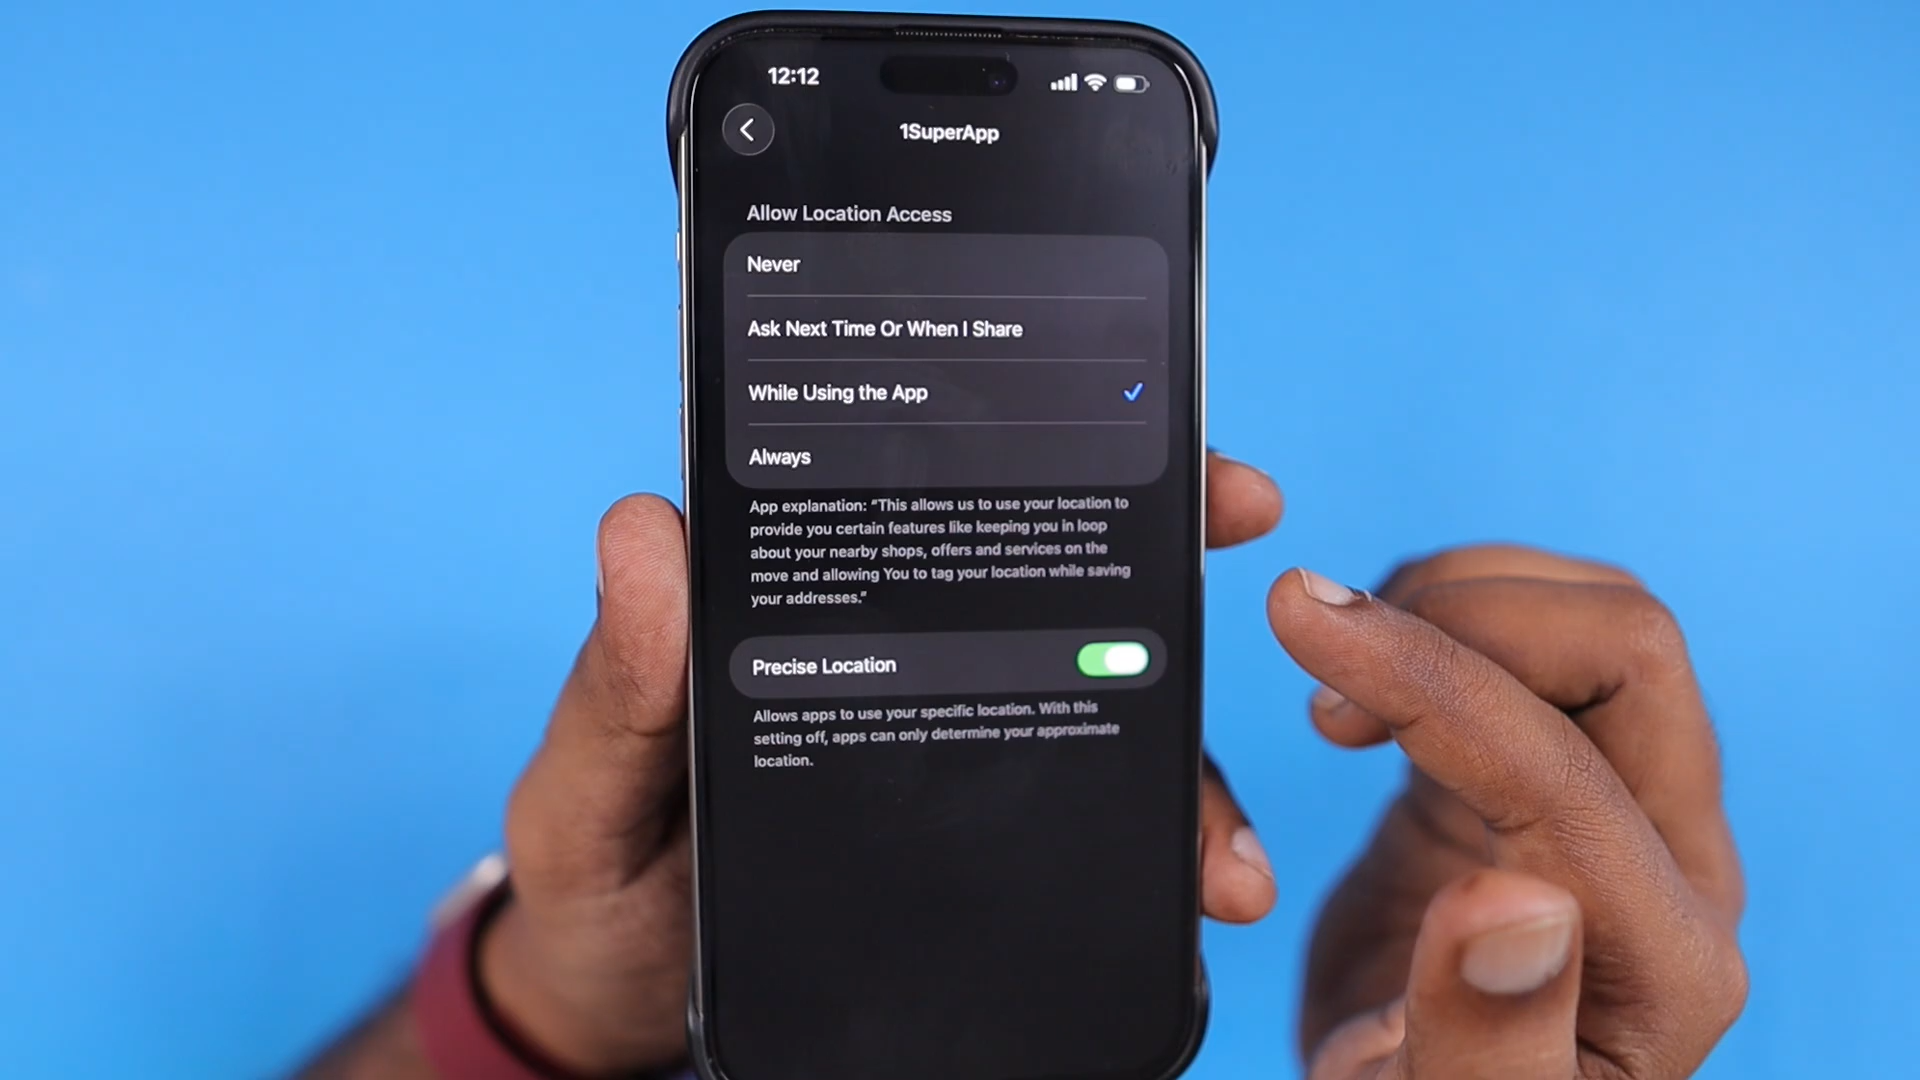 12:12
1SuperApp
Allow Location Access
Never
Ask Next Time Or When I Share
While Using the App
Always
App explanation: “This allows us to use your location to
provide you certain features like keeping you in loop
about your nearby shops, offers and services on the
move and allowing You to tag your location while saving
your addresses.”
Precise Location
Allows apps to use your specific location. With this
setting off, apps can only determine your approximate
location.